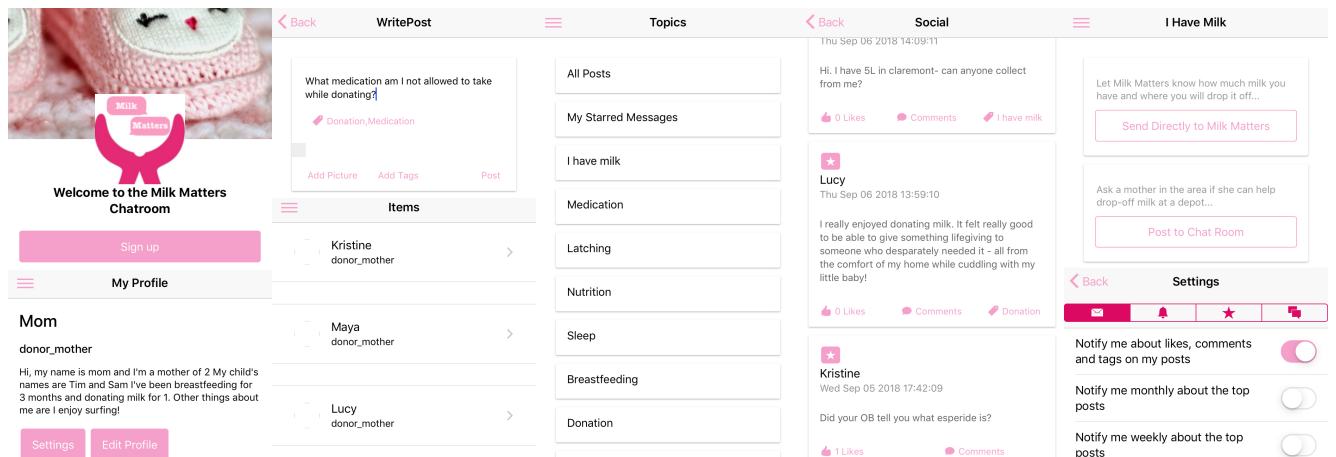 Milk
Matters
Welcome to the Milk Matters
Chatroom
Sign up
My Profile
Mom
donor_mother
Hi, my name is mom and I'm a mother of 2 My child's
names are Tim and Sam I've been breastfeeding for
3 months and donating milk for 1. Other things about
me are I enjoy surfing!
Settings
Edit Profile
Back
WritePost
What medication am I not allowed to take
while donating?
Donation,Medication
Add Picture
Add Tags
Post
Items
Kristine
donor_mother
Maya
donor_mother
Lucy
donor_mother
Topics
All Posts
My Starred Messages
I have milk
Medication
Latching
Nutrition
Sleep
Breastfeeding
Donation
Back
Social
Thu Sep 06 2018 14:09:11
Hi. I have 5L in claremont- can anyone collect
from me?
0 Likes
Comments
I have milk
Lucy
Thu Sep 06 2018 13:59:10
I really enjoyed donating milk. It felt really good
to be able to give something lifegiving to
someone who desparately needed it - all from
the comfort of my home while cuddling with my
little baby!
0 Likes
Comments
Donation
Kristine
Wed Sep 05 2018 17:42:09
Did your OB tell you what esperide is?
1 Likes
Comments
I Have Milk
Let Milk Matters know how much milk you
have and where you will drop it off...
Send Directly to Milk Matters
Ask a mother in the area if she can help
drop-off milk at a depot...
Post to Chat Room
Back
Settings
Notify me about likes, comments
and tags on my posts
Notify me monthly about the top
posts
Notify me weekly about the top
posts